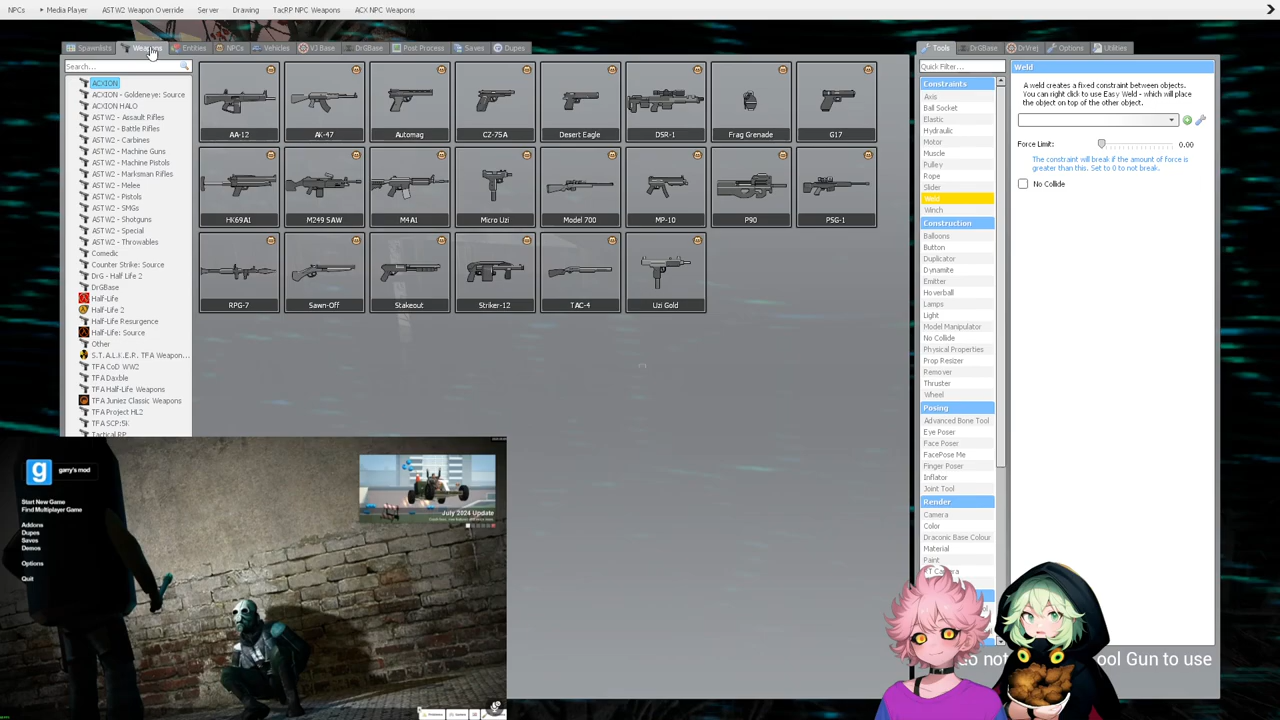 NPCs
Media Player
ASTW2 Weapon Override
Server
Drawing
TacRP NPC Weapons
ACX NPC Weapons
Spawnlists
Weapons
Entities
NPCs
Vehicles
VJ Base
DrGBase
Post Process
Saves
Dupes
Search...
ACXION
ACXION - Goldeneye: Source
ACXION HALO
ASTW2 - Assault Rifles
ASTW2 - Battle Rifles
ASTW2 - Carbines
ASTW2 - Machine Guns
ASTW2 - Machine Pistols
ASTW2 - Marksman Rifles
ASTW2 - Melee
ASTW2 - Pistols
ASTW2 - SMGs
ASTW2 - Shotguns
ASTW2 - Special
ASTW2 - Throwables
Comedic
Counter Strike: Source
DrG - Half Life 2
DrGBase
Half-Life
Half-Life 2
Half-Life Resurgence
Half-Life: Source
Other
S.T.A.L.K.E.R. TFA Weapon...
TFA CoD WW2
TFA Daxble
TFA Half-Life Weapons
TFA Juniez Classic Weapons
TFA Project HL2
TFA SCP:5K
Tactical RP
AA-12
AK-47
Automag
CZ-75A
Desert Eagle
DSR-1
Frag Grenade
G17
HK69A1
M249 SAW
M4A1
Micro Uzi
Model 700
MP-10
P90
PSG-1
RPG-7
Sawn-Off
Stakeout
Striker-12
TAC-4
Uzi Gold
Tools
DrGBase
DrVrej
Options
Utilities
Quick Filter...
Constraints
Axis
Ball Socket
Elastic
Hydraulic
Motor
Muscle
Pulley
Rope
Slider
Weld
Winch
Construction
Balloons
Button
Duplicator
Dynamite
Emitter
Hoverball
Lamps
Light
Model Manipulator
No Collide
Physical Properties
Prop Resizer
Remover
Thruster
Wheel
Posing
Advanced Bone Tool
Eye Poser
Face Poser
FacePose Me
Finger Poser
Inflator
Joint Tool
Render
Camera
Color
Draconic Base Colour
Material
Paint
Weld
A weld creates a fixed constraint between objects.
You can right click to use Easy Weld - which will place
the object on top of the other object.
Force Limit:
0.00
The constraint will break if the amount of force is
greater than this. Set to 0 to not break.
No Collide
do not
ool Gun to use
g
garry's mod
Start New Game
Find Multiplayer Game
Addons
Dupes
Saves
Demos
Options
Quit
July 2024 Update